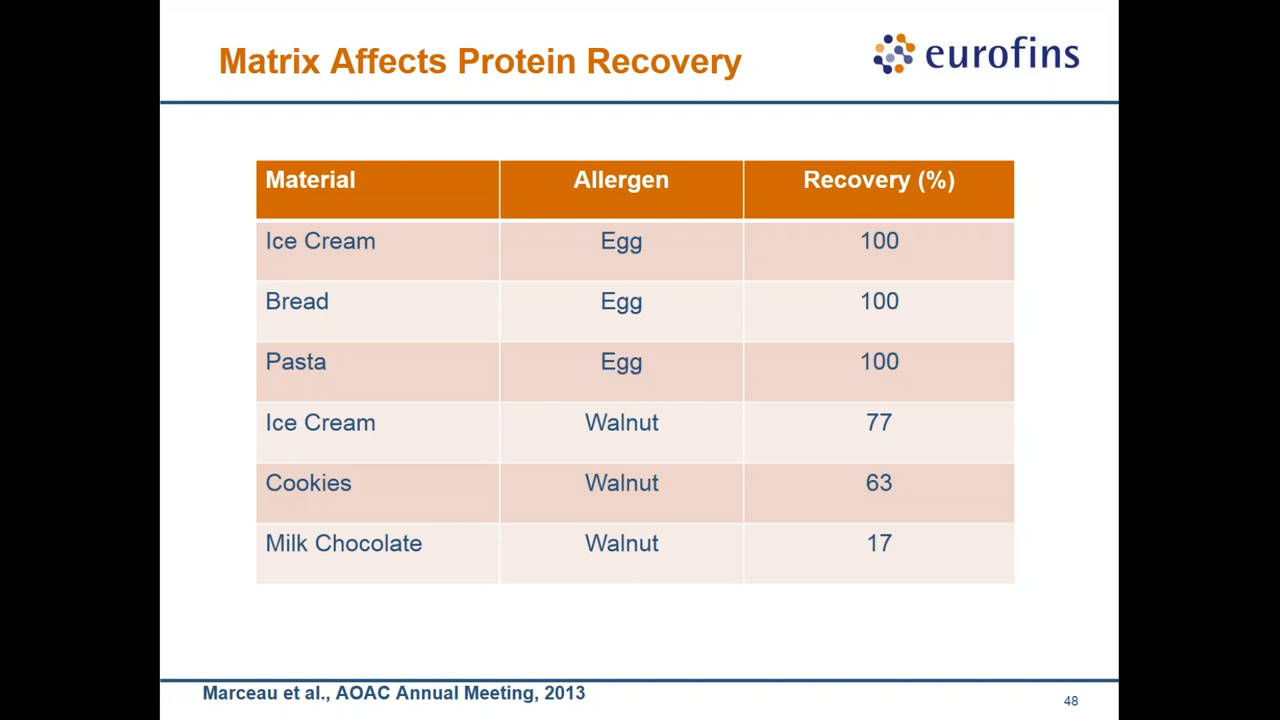 Matrix Affects Protein Recovery
eurofins
Material Allergen Recovery (%)
Ice Cream Egg 100
Bread Egg 100
Pasta Egg 100
Ice Cream Walnut 77
Cookies Walnut 63
Milk Chocolate Walnut 17
Marceau et al., AOAC Annual Meeting, 2013
48